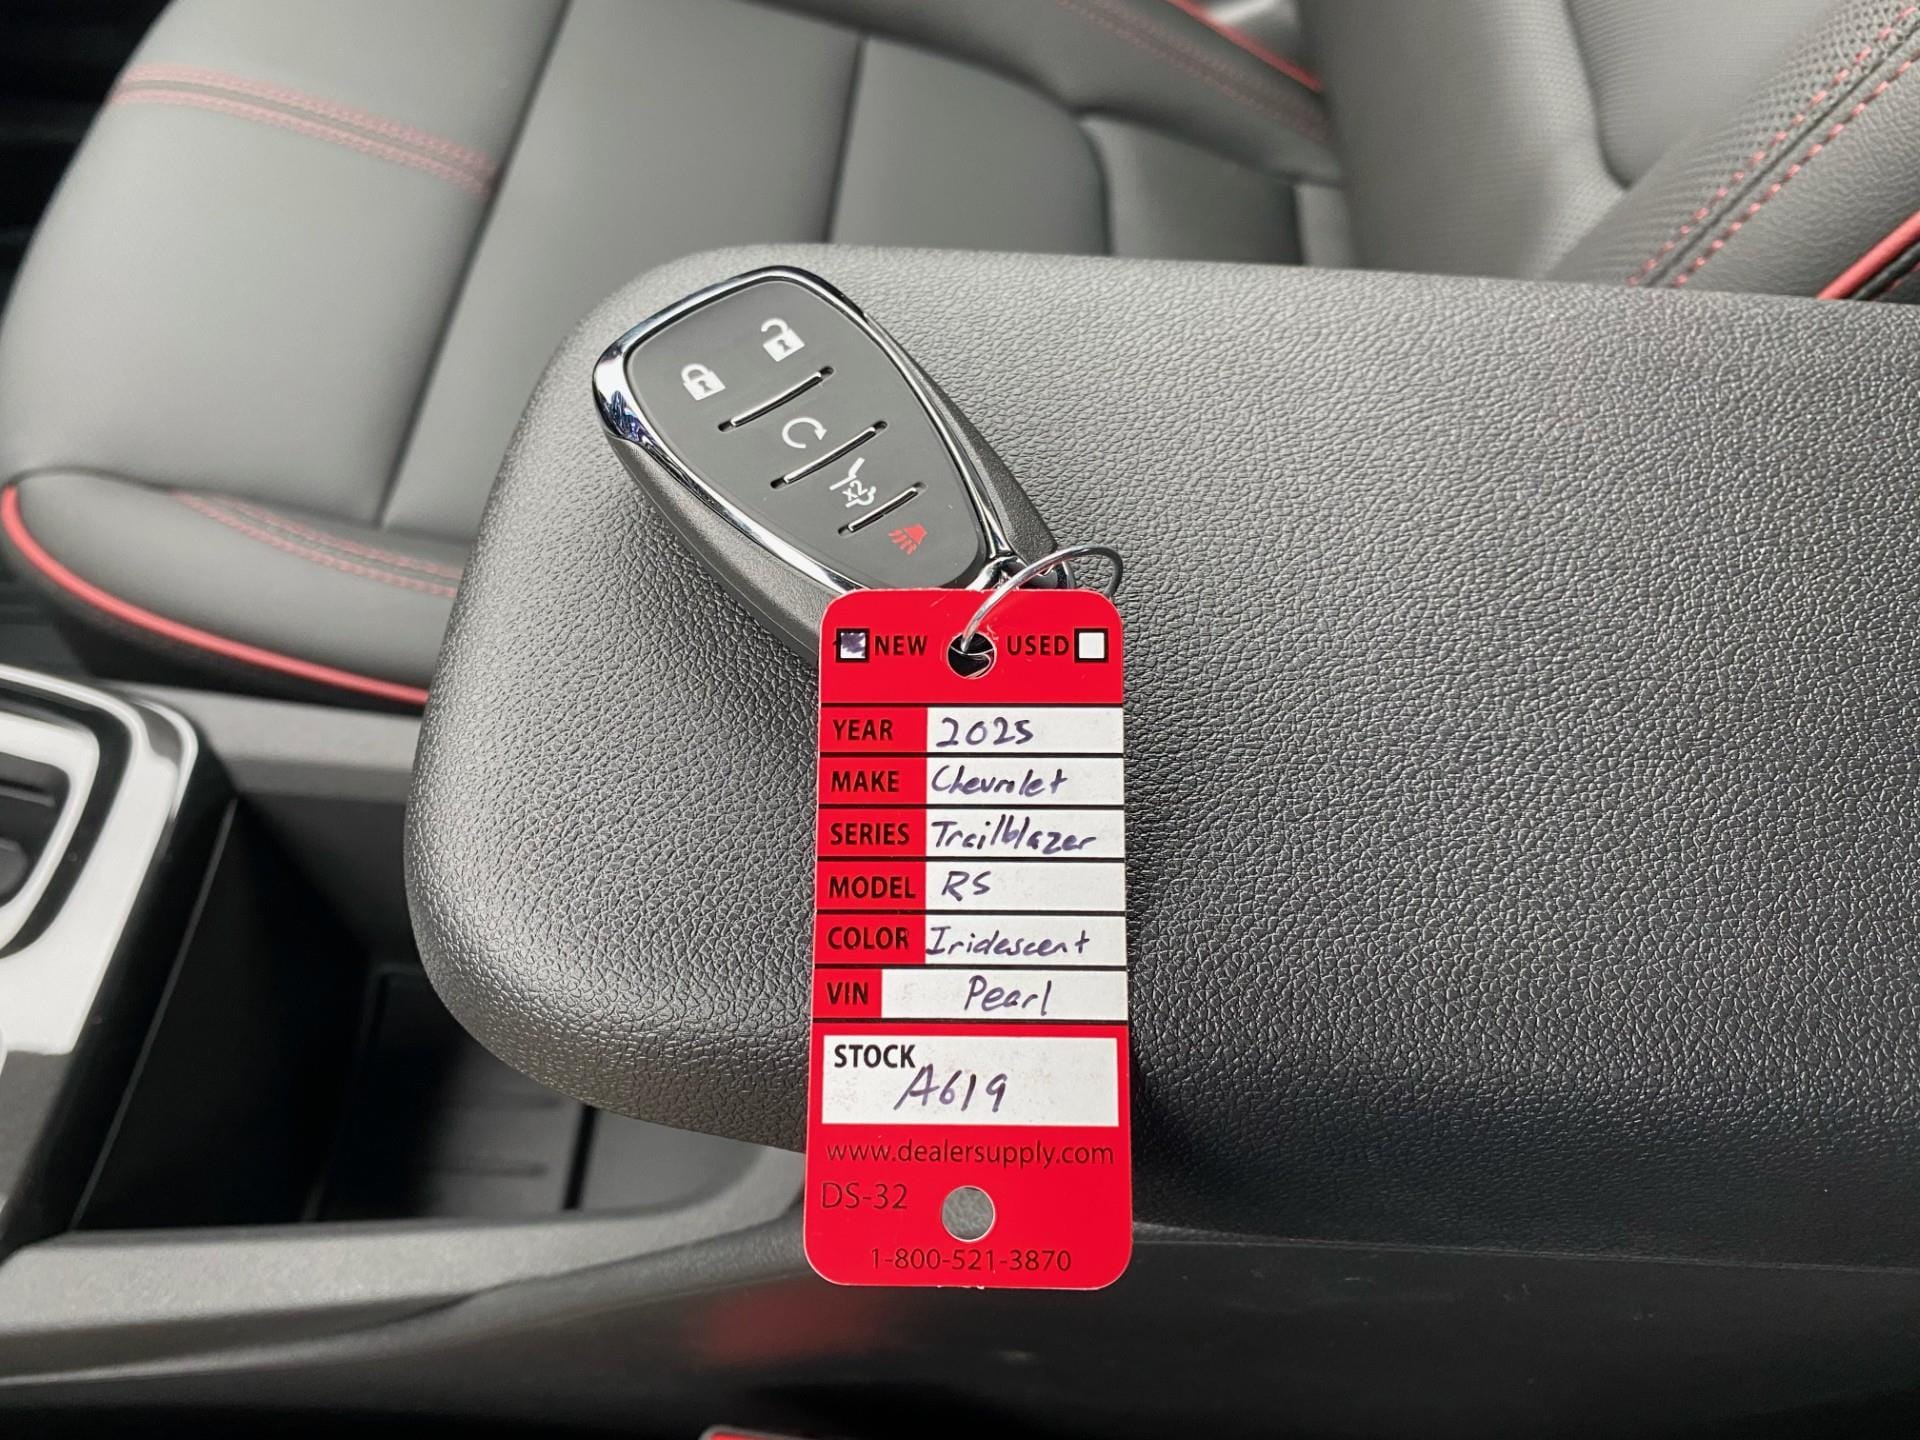 x2
NEW USED
YEAR 2025
MAKE Chevrolet
SERIES Trailblazer
MODEL RS
COLOR Iridescent
VIN Pearl
STOCK
A619
www.dealersupply.com
DS-32
1-800-521-3870